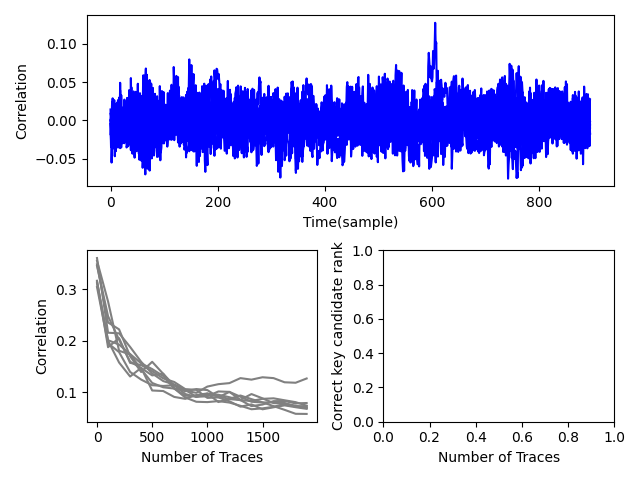 0.10
0.05
0.00
−0.05
Correlation
0 200 400 600 800
Time(sample)
0.3
0.2
0.1
Correlation
0 500 1000 1500
Number of Traces
1.0
0.8
0.6
0.4
0.2
0.0
Correct key candidate rank
0.0 0.2 0.4 0.6 0.8 1.0
Number of Traces